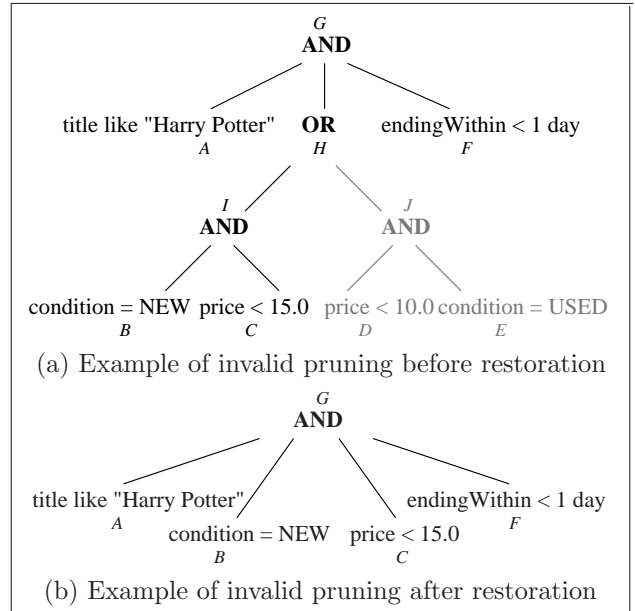 G
AND
title like "Harry Potter" OR endingWithin < 1 day
A H F
I J
AND AND
condition = NEW price < 15.0 price < 10.0 condition = USED
B C D E
(a) Example of invalid pruning before restoration
G
AND
title like "Harry Potter" endingWithin < 1 day
A F
condition = NEW price < 15.0
B C
(b) Example of invalid pruning after restoration